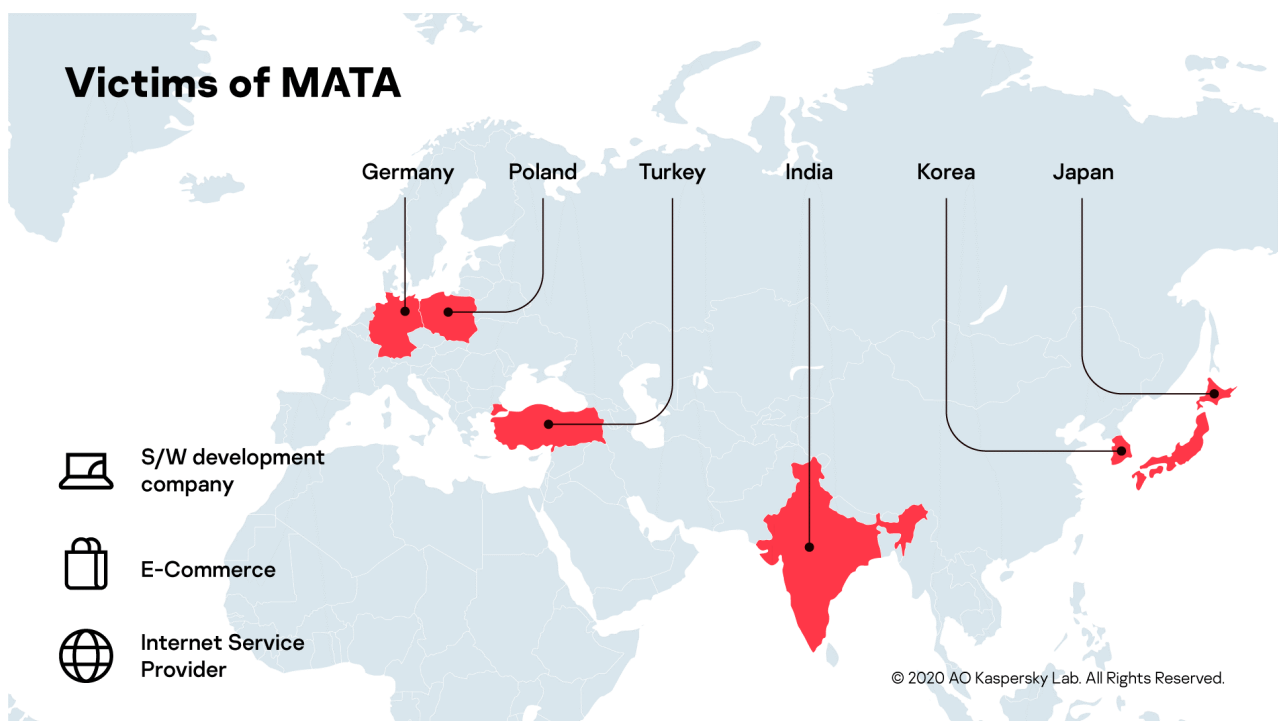 Victims of MATA
Germany
Poland
Turkey
India
Korea
Japan
S/W development
company
E-Commerce
Internet Service
Provider
© 2020 AO Kaspersky Lab. All Rights Reserved.